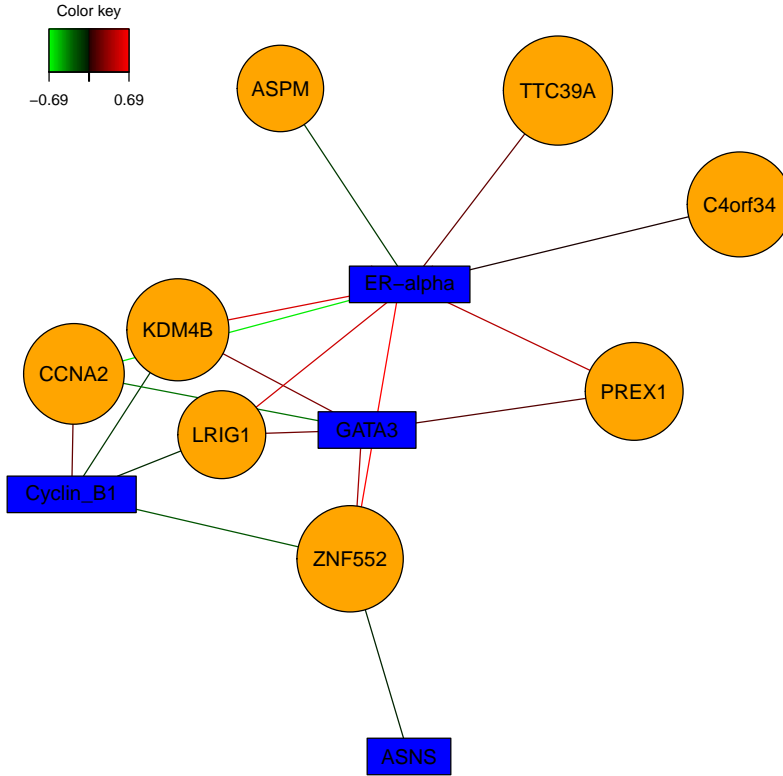 Color key
−0.69 0.69
ASPM
TTC39A
C4orf34
ER−alpha
KDM4B
CCNA2
PREX1
LRIG1
GATA3
Cyclin_B1
ZNF552
ASNS